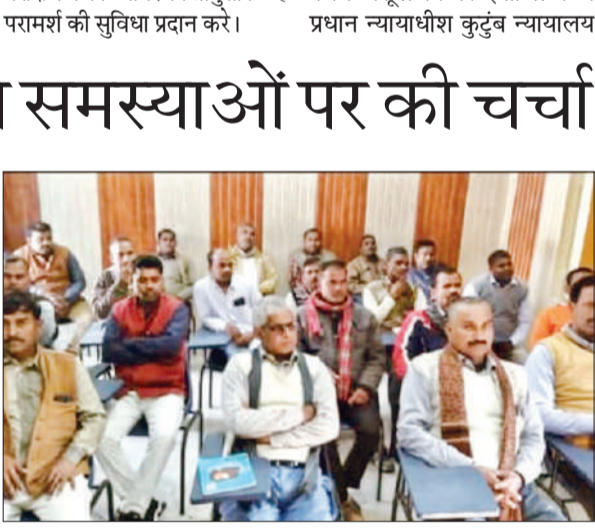 परामर्श की सुविधा प्रदान करे।
प्रधान न्यायाधीश कुटुंब न्यायालय
समस्याओं पर की चर्चा